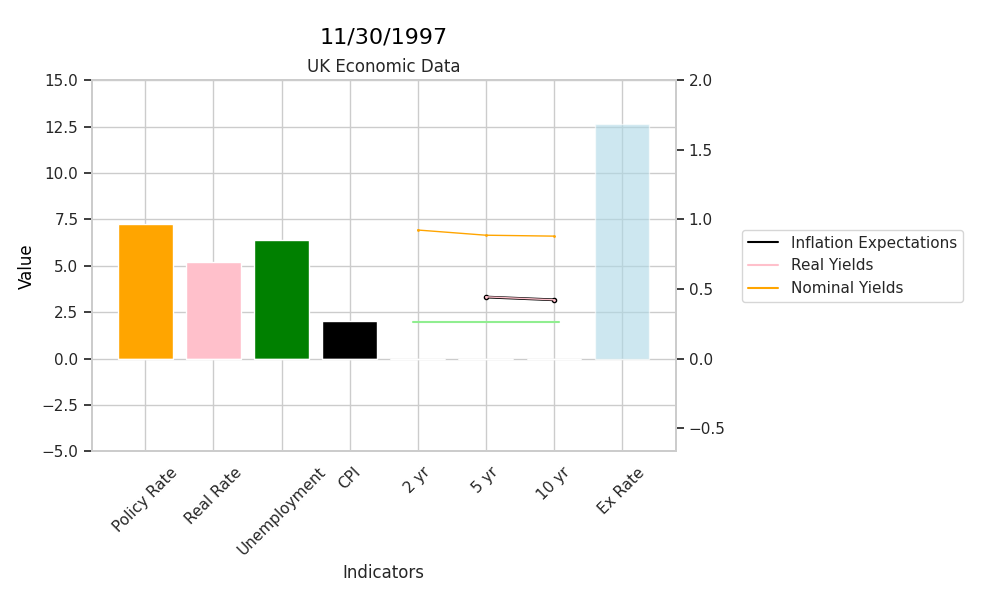 11/30/1997
UK Economic Data
15.0
12.5
10.0
7.5
5.0
2.5
0.0
−2.5
−5.0
Value
2.0
1.5
1.0
0.5
0.0
−0.5
Inflation Expectations
Real Yields
Nominal Yields
Policy Rate
Real Rate
Unemployment
CPI
2 yr
5 yr
10 yr
Ex Rate
Indicators